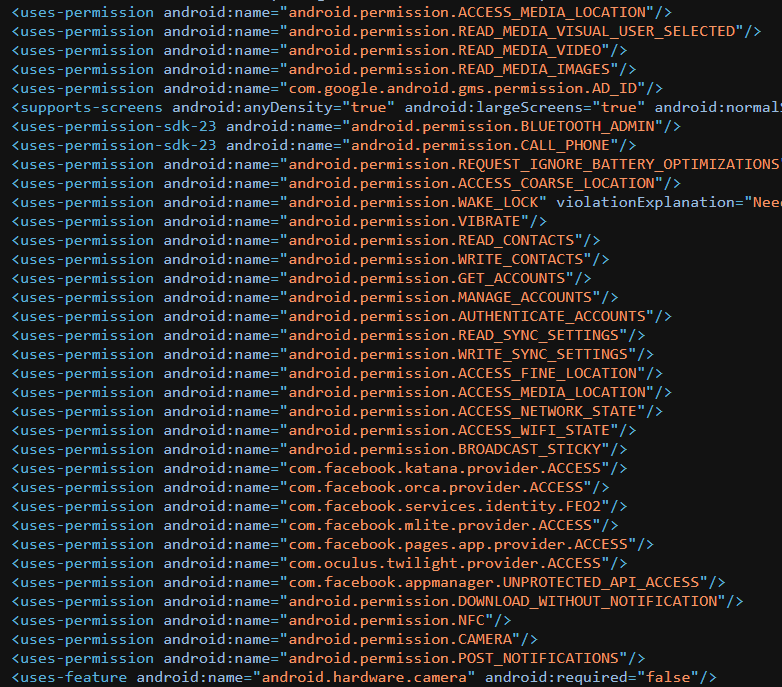 <uses-permission android:name="android.permission.ACCESS_MEDIA_LOCATION"/>
<uses-permission android:name="android.permission.READ_MEDIA_VISUAL_USER_SELECTED"/>
<uses-permission android:name="android.permission.READ_MEDIA_VIDEO"/>
<uses-permission android:name="android.permission.READ_MEDIA_IMAGES"/>
<uses-permission android:name="com.google.android.gms.permission.AD_ID"/>
<supports-screens android:anyDensity="true" android:largeScreens="true" android:normalS
<uses-permission-sdk-23 android:name="android.permission.BLUETOOTH_ADMIN"/>
<uses-permission-sdk-23 android:name="android.permission.CALL_PHONE"/>
<uses-permission android:name="android.permission.REQUEST_IGNORE_BATTERY_OPTIMIZATIONS"
<uses-permission android:name="android.permission.ACCESS_COARSE_LOCATION"/>
<uses-permission android:name="android.permission.WAKE_LOCK" violationExplanation="Need
<uses-permission android:name="android.permission.VIBRATE"/>
<uses-permission android:name="android.permission.READ_CONTACTS"/>
<uses-permission android:name="android.permission.WRITE_CONTACTS"/>
<uses-permission android:name="android.permission.GET_ACCOUNTS"/>
<uses-permission android:name="android.permission.MANAGE_ACCOUNTS"/>
<uses-permission android:name="android.permission.AUTHENTICATE_ACCOUNTS"/>
<uses-permission android:name="android.permission.READ_SYNC_SETTINGS"/>
<uses-permission android:name="android.permission.WRITE_SYNC_SETTINGS"/>
<uses-permission android:name="android.permission.ACCESS_FINE_LOCATION"/>
<uses-permission android:name="android.permission.ACCESS_MEDIA_LOCATION"/>
<uses-permission android:name="android.permission.ACCESS_NETWORK_STATE"/>
<uses-permission android:name="android.permission.ACCESS_WIFI_STATE"/>
<uses-permission android:name="android.permission.BROADCAST_STICKY"/>
<uses-permission android:name="com.facebook.katana.provider.ACCESS"/>
<uses-permission android:name="com.facebook.orca.provider.ACCESS"/>
<uses-permission android:name="com.facebook.services.identity.FEO2"/>
<uses-permission android:name="com.facebook.mlite.provider.ACCESS"/>
<uses-permission android:name="com.facebook.pages.app.provider.ACCESS"/>
<uses-permission android:name="com.oculus.twilight.provider.ACCESS"/>
<uses-permission android:name="com.facebook.appmanager.UNPROTECTED_API_ACCESS"/>
<uses-permission android:name="android.permission.DOWNLOAD_WITHOUT_NOTIFICATION"/>
<uses-permission android:name="android.permission.NFC"/>
<uses-permission android:name="android.permission.CAMERA"/>
<uses-permission android:name="android.permission.POST_NOTIFICATIONS"/>
<uses-feature android:name="android.hardware.camera" android:required="false"/>